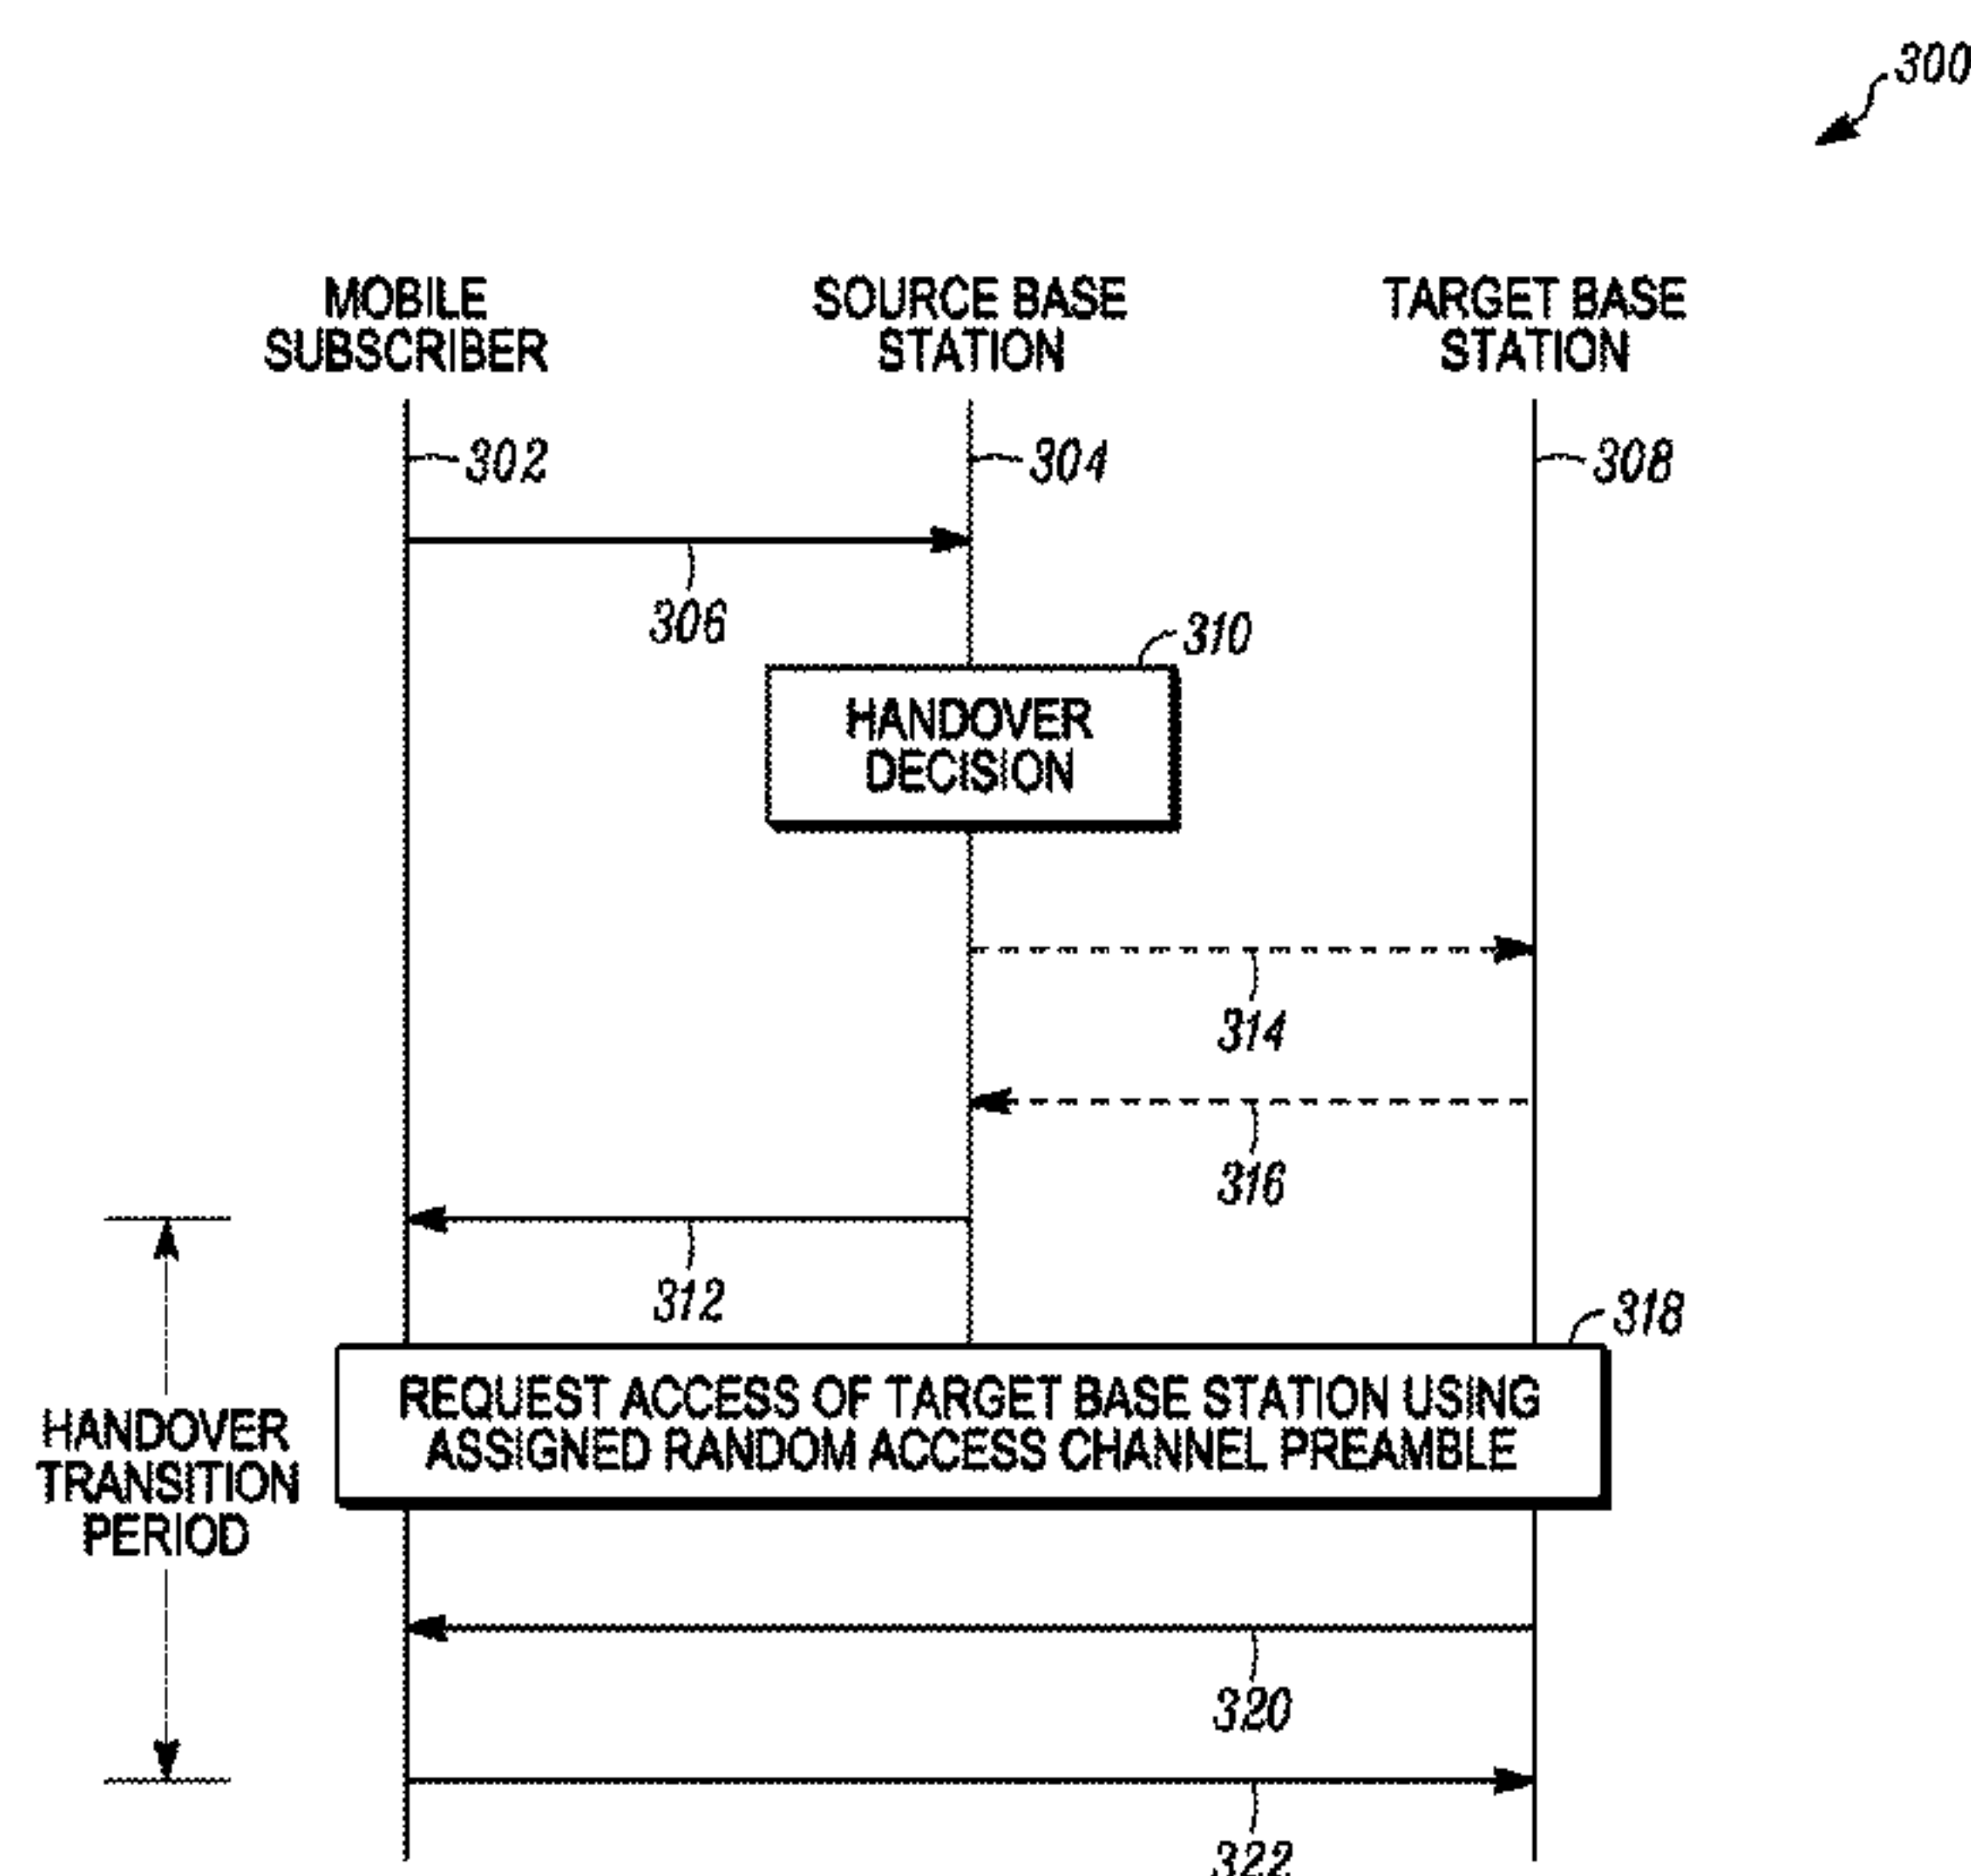 300
MOBILE
SUBSCRIBER
SOURCE BASE
STATION
TARGET BASE
STATION
302
304
308
306
310
HANDOVER
DECISION
314
316
312
318
REQUEST ACCESS OF TARGET BASE STATION USING
ASSIGNED RANDOM ACCESS CHANNEL PREAMBLE
HANDOVER
TRANSITION
PERIOD
320
322